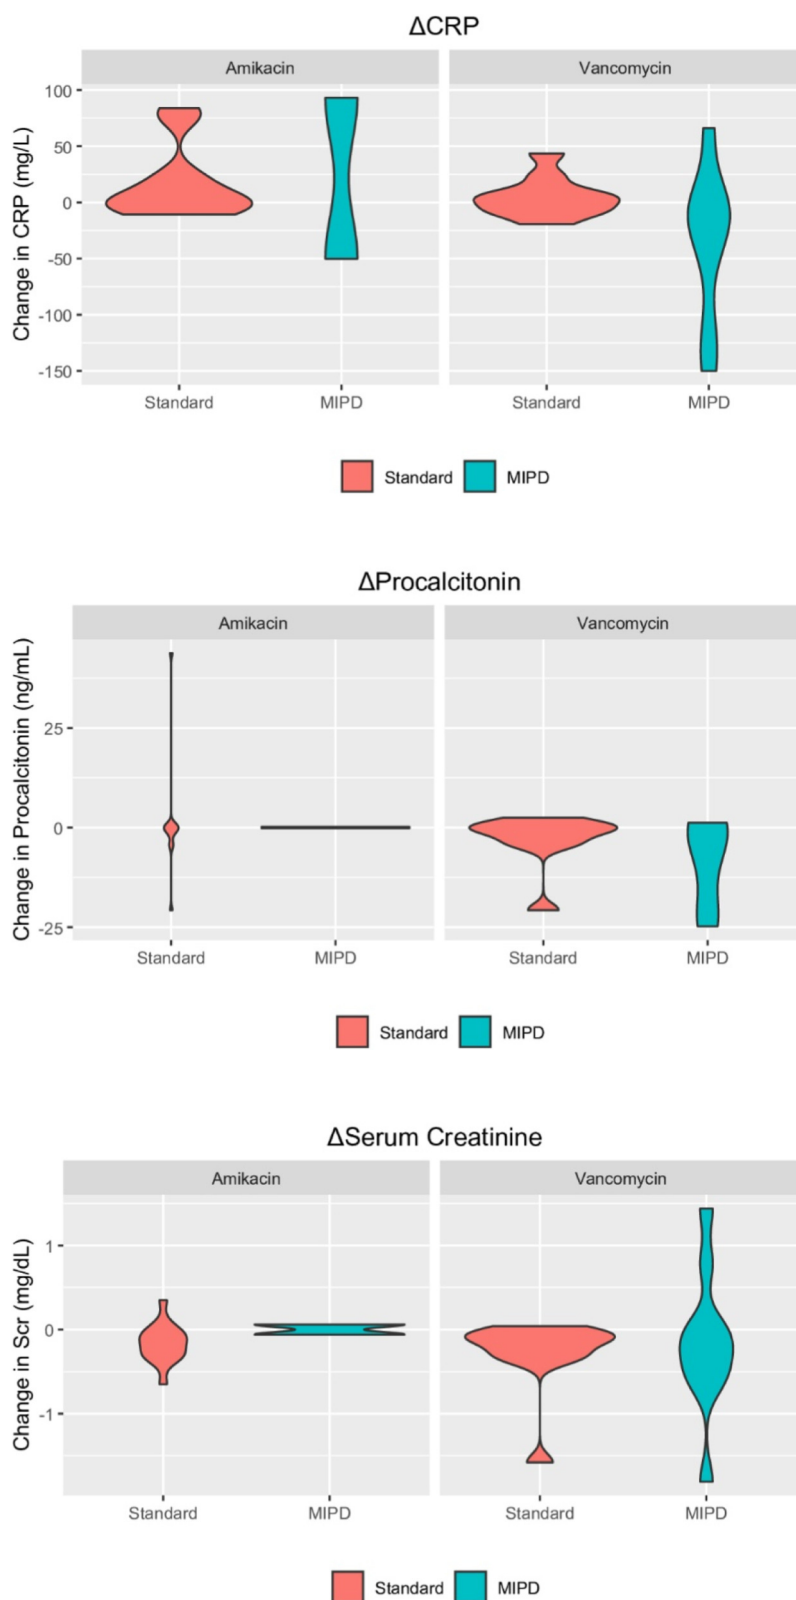 ΔCRP
Amikacin Vancomycin
Change in CRP (mg/L)
100
50
0
-50
-100
-150
Standard MIPD Standard MIPD
Standard MIPD
ΔProcalcitonin
Amikacin Vancomycin
Change in Procalcitonin (ng/mL)
25
0
-25
Standard MIPD Standard MIPD
Standard MIPD
ΔSerum Creatinine
Amikacin Vancomycin
Change in Scr (mg/dL)
1
0
-1
Standard MIPD Standard MIPD
Standard MIPD